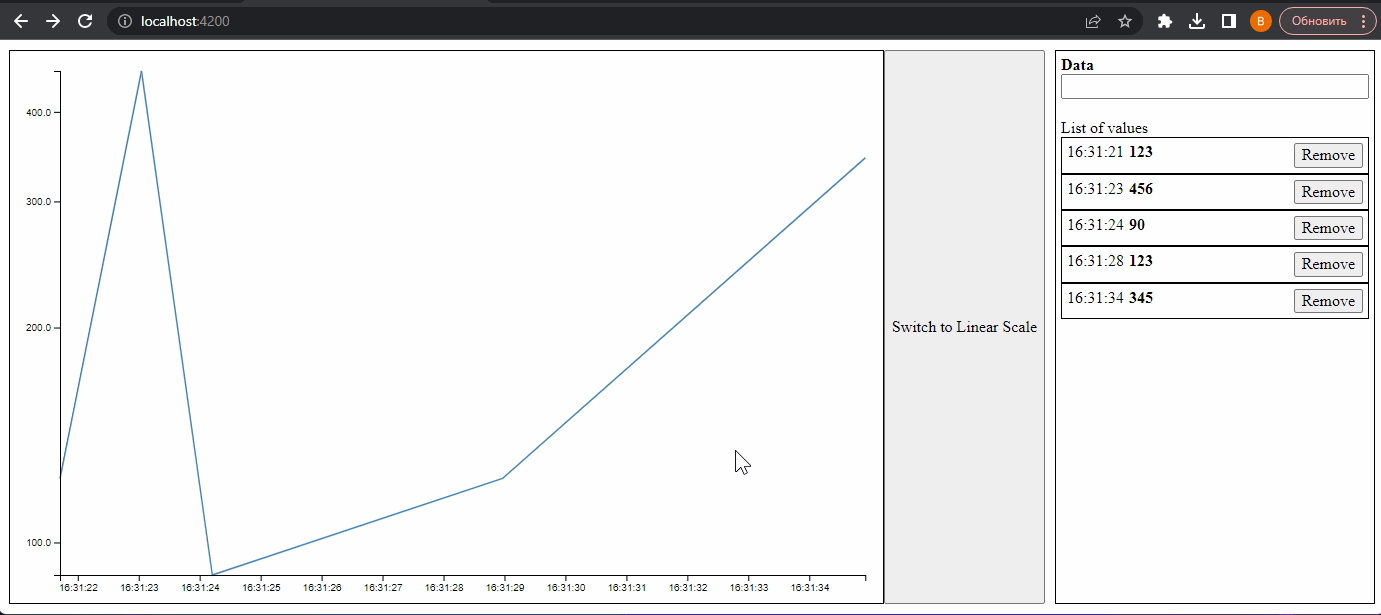 localhost:4200
B
Обновить
400.0
300.0
200.0
100.0
16:31:22 16:31:23 16:31:24 16:31:25 16:31:26 16:31:27 16:31:28 16:31:29 16:31:30 16:31:31 16:31:32 16:31:33 16:31:34
Switch to Linear Scale
Data
List of values
16:31:21 123 Remove
16:31:23 456 Remove
16:31:24 90 Remove
16:31:28 123 Remove
16:31:34 345 Remove